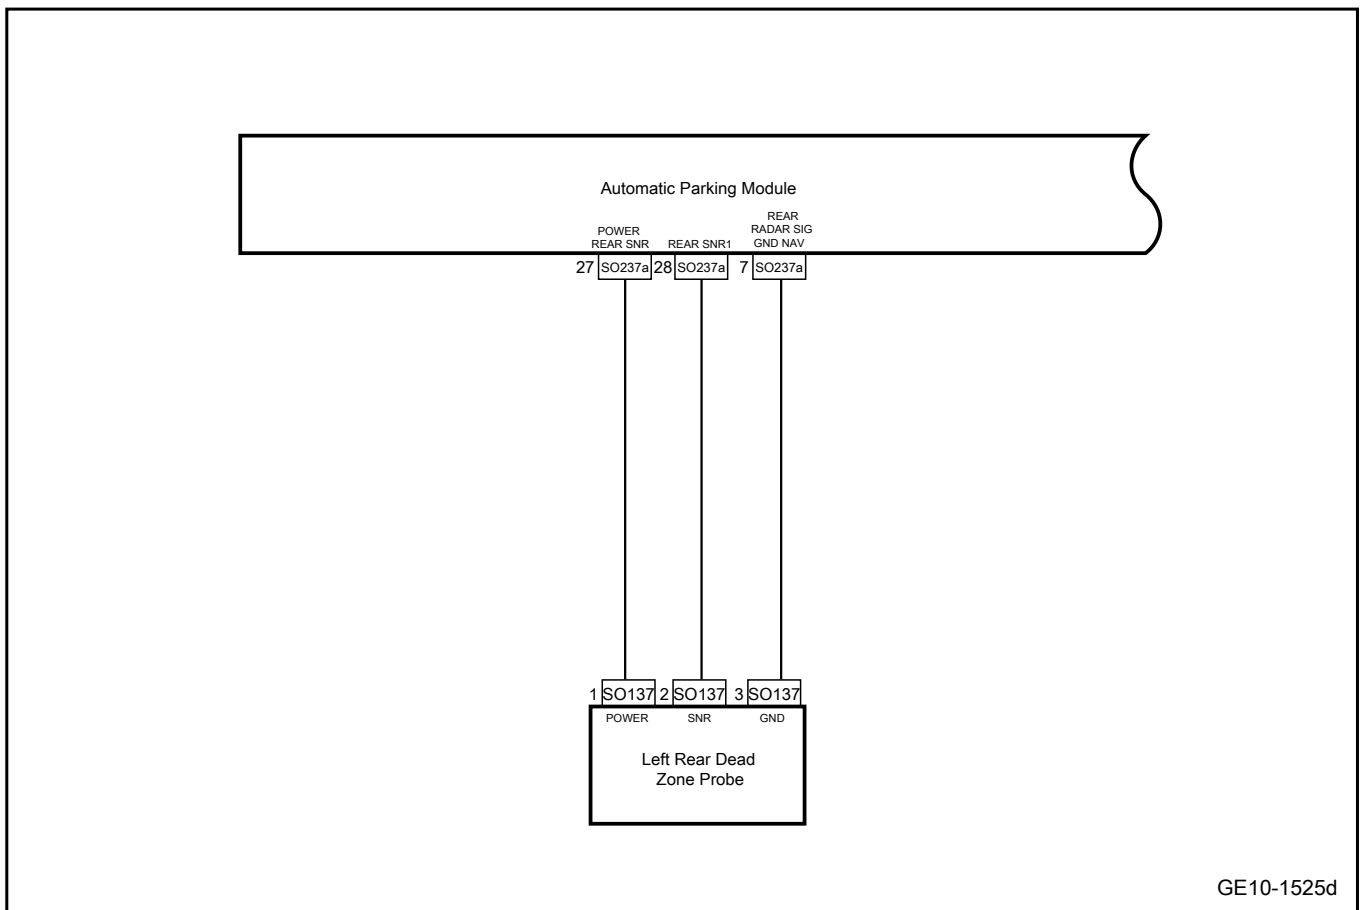 Automatic Parking Module
POWER
REAR SNR
REAR SNR1
REAR
RADAR SIG
GND NAV
27 SO237a 28 SO237a 7 SO237a
1 SO137 2 SO137 3 SO137
POWER SNR GND
Left Rear Dead
Zone Probe
GE10-1525d